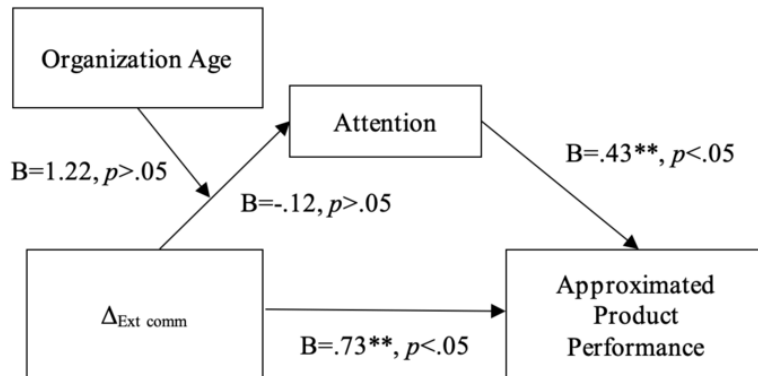 Organization Age
Attention
B=1.22, p>.05
B=.43**, p<.05
B=-.12, p>.05
ΔExt comm
Approximated
Product
Performance
B=.73**, p<.05